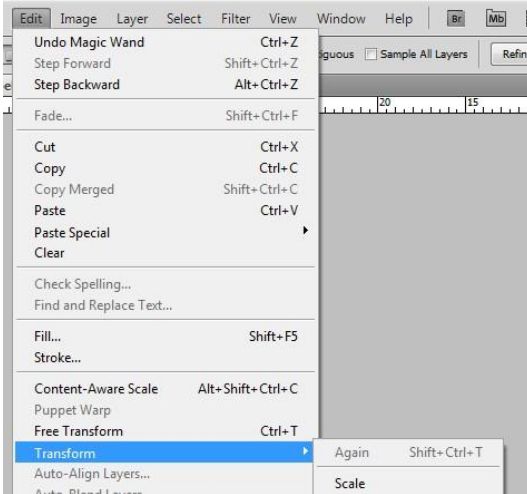 Edit Image Layer Select Filter View Window Help Br Mb
Undo Magic Wand Ctrl+Z
Step Forward Shift+Ctrl+Z
Step Backward Alt+Ctrl+Z
Sample All Layers
Fade... Shift+Ctrl+F
20 15
Cut Ctrl+X
Copy Ctrl+C
Copy Merged Shift+Ctrl+C
Paste Ctrl+V
Paste Special
Clear
Check Spelling...
Find and Replace Text...
Fill... Shift+F5
Stroke...
Content-Aware Scale Alt+Shift+Ctrl+C
Puppet Warp
Free Transform Ctrl+T
Transform
Again Shift+Ctrl+T
Auto-Align Layers...
Scale
Auto-Blend Layers